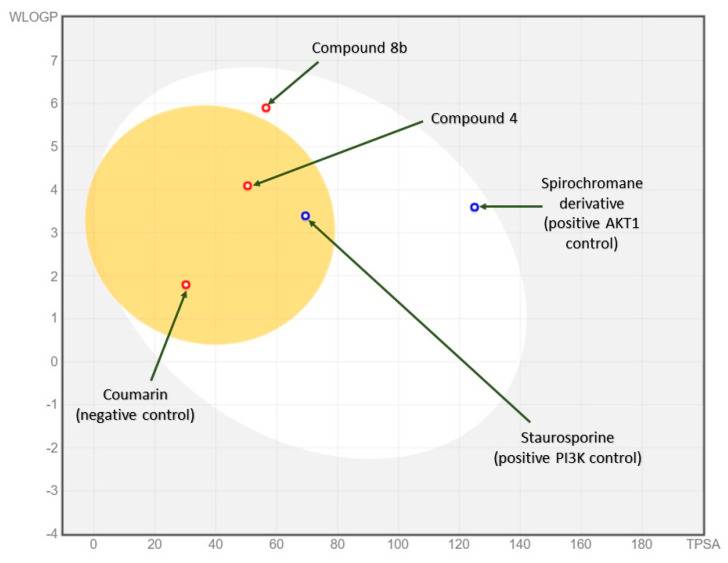 WLOGP
7
Compound 8b
6
5
Compound 4
4
Spirochromane
derivative
(positive AKT1
control)
3
2
1
0
Coumarin
(negative control)
-1
-2
Staurosporine
(positive PI3K control)
-3
-4
0 20 40 60 80 100 120 140 160 180 TPSA